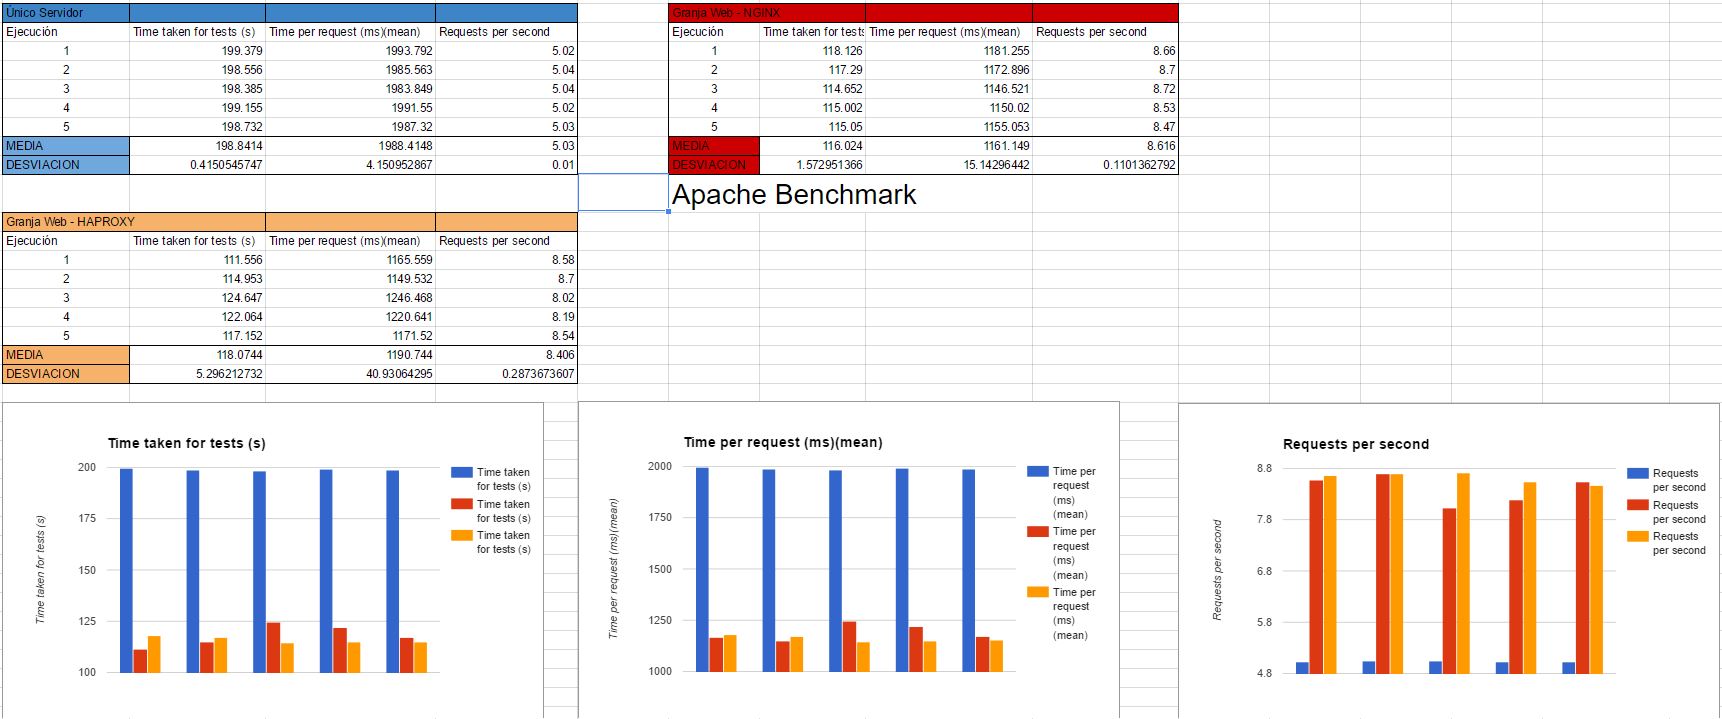 Único Servidor
Ejecución Time taken for tests (s) Time per request (ms)(mean) Requests per second
1 199.379 1993.792 5.02
2 198.556 1985.563 5.04
3 198.385 1983.849 5.04
4 199.155 1991.55 5.02
5 198.732 1987.32 5.03
MEDIA 198.8414 1988.4148 5.03
DESVIACION 0.4150545747 4.150952867 0.01
Granja Web - NGINX
Ejecución Time taken for tests Time per request (ms)(mean) Requests per second
1 118.126 1181.255 8.66
2 117.29 1172.896 8.7
3 114.652 1146.521 8.72
4 115.002 1150.02 8.53
5 115.05 1155.053 8.47
MEDIA 116.024 1161.149 8.616
DESVIACION 1.572951366 15.14296442 0.1101362792
Apache Benchmark
Granja Web - HAPROXY
Ejecución Time taken for tests (s) Time per request (ms)(mean) Requests per second
1 111.556 1165.559 8.58
2 114.953 1149.532 8.7
3 124.647 1246.468 8.02
4 122.064 1220.641 8.19
5 117.152 1171.52 8.54
MEDIA 118.0744 1190.744 8.406
DESVIACION 5.296212732 40.93064295 0.2873673607
Time taken for tests (s)
Time taken for tests (s)
200
175
150
125
100
Time taken
for tests (s)
Time taken
for tests (s)
Time taken
for tests (s)
Time per request (ms)(mean)
Time per request (ms)(mean)
2000
1750
1500
1250
1000
Time per
request
(ms)
(mean)
Time per
request
(ms)
(mean)
Time per
request
(ms)
(mean)
Requests per second
Requests per second
8.8
7.8
6.8
5.8
4.8
Requests
per second
Requests
per second
Requests
per second